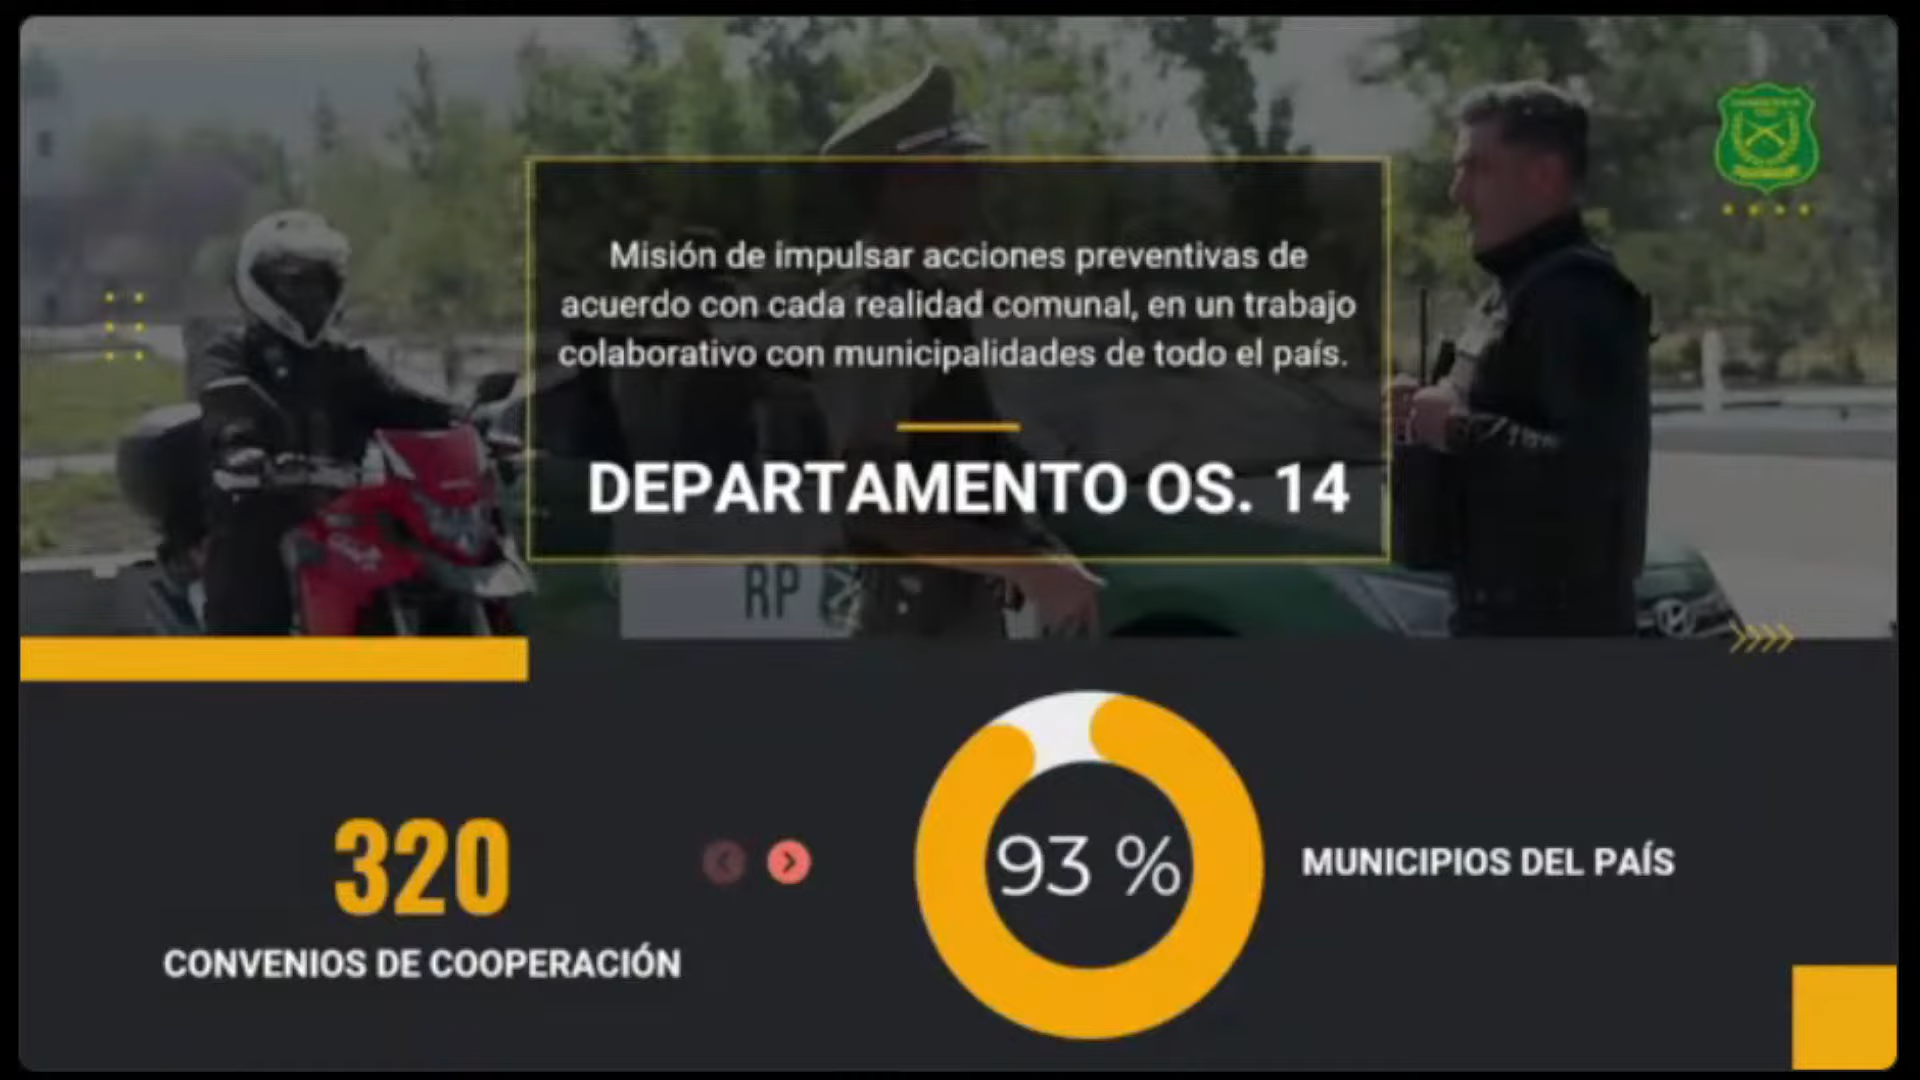 Misión de impulsar acciones preventivas de
acuerdo con cada realidad comunal, en un trabajo
colaborativo con municipalidades de todo el país.
DEPARTAMENTO OS. 14
RP
320
CONVENIOS DE COOPERACIÓN
93 %
MUNICIPIOS DEL PAÍS